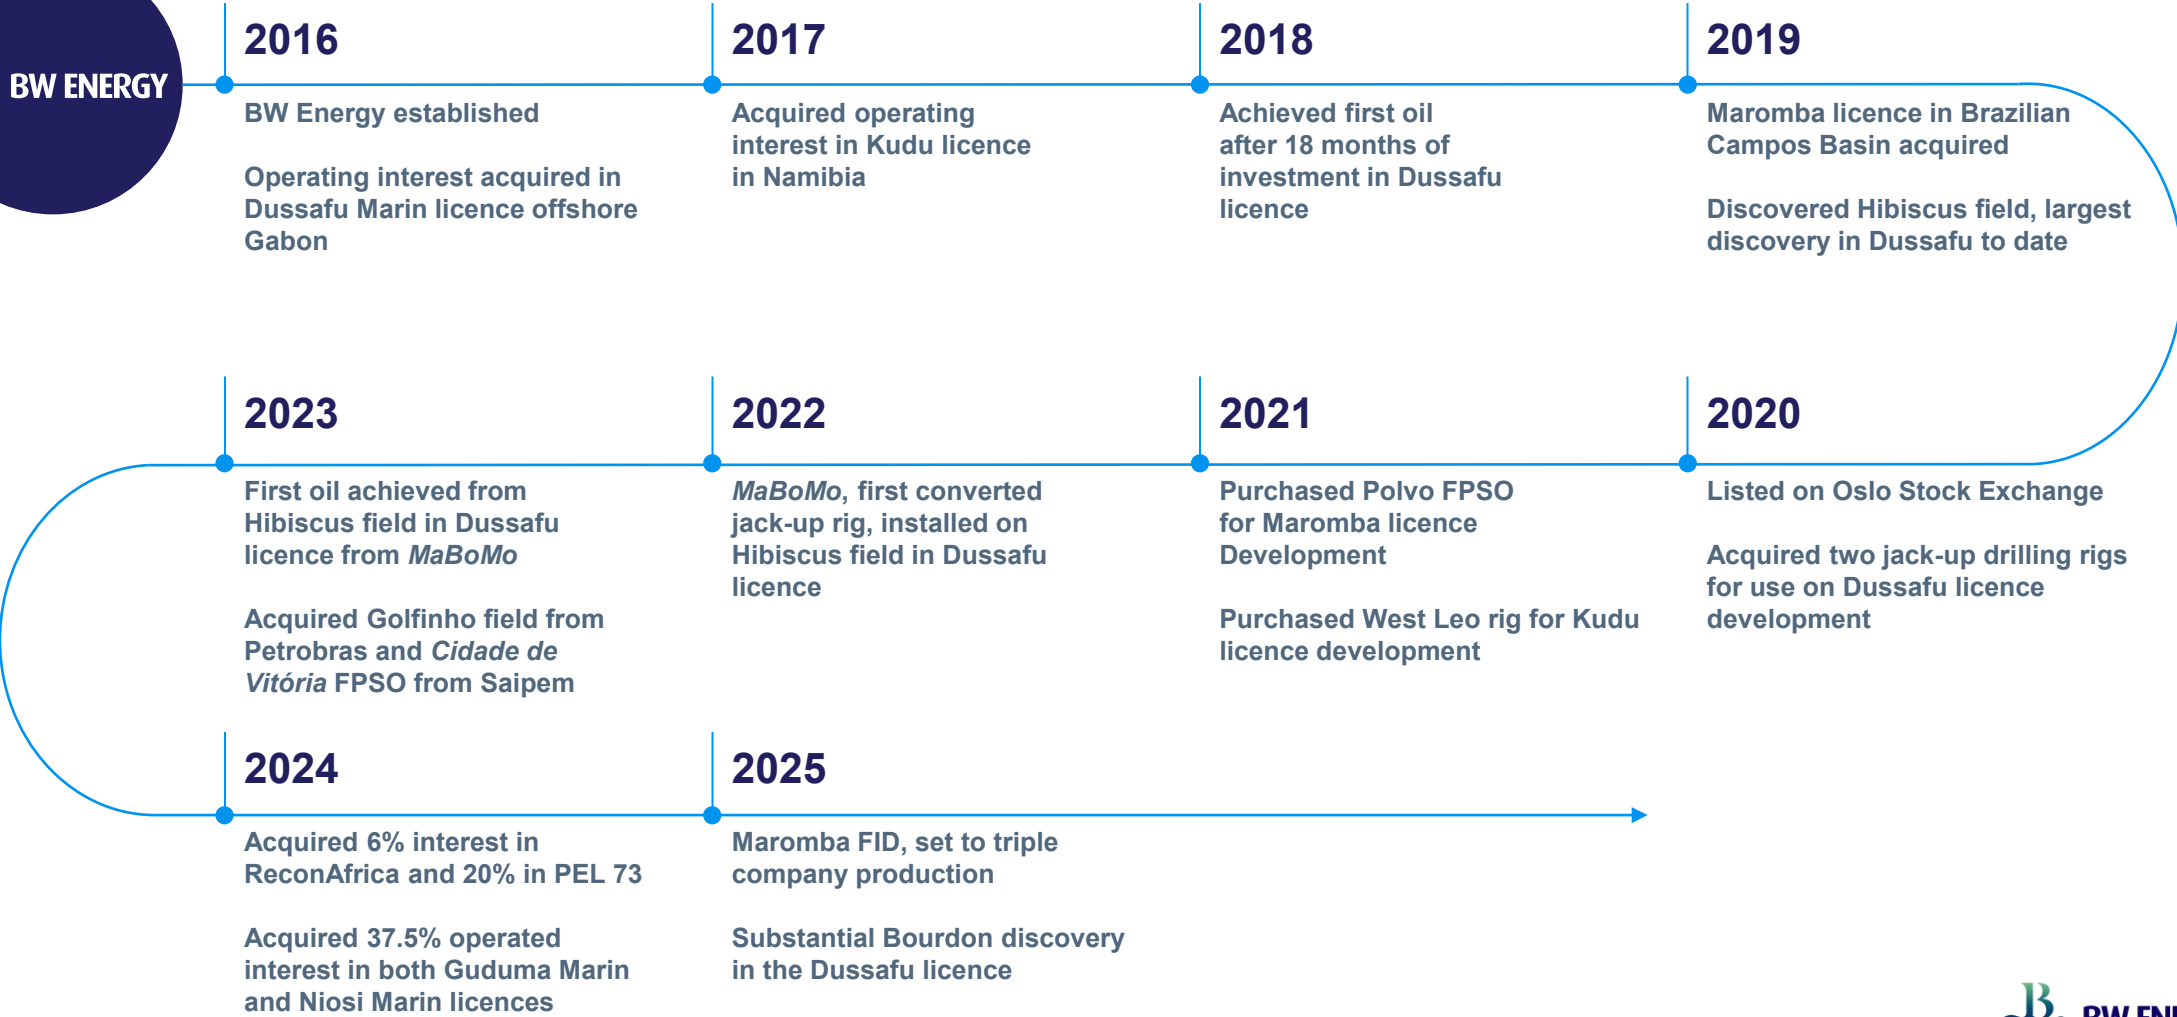 BW ENERGY
2016
BW Energy established
Operating interest acquired in
Dussafu Marin licence offshore
Gabon
2017
Acquired operating
interest in Kudu licence
in Namibia
2018
Achieved first oil
after 18 months of
investment in Dussafu
licence
2019
Maromba licence in Brazilian
Campos Basin acquired
Discovered Hibiscus field, largest
discovery in Dussafu to date
2020
Listed on Oslo Stock Exchange
Acquired two jack-up drilling rigs
for use on Dussafu licence
development
2021
Purchased Polvo FPSO
for Maromba licence
Development
Purchased West Leo rig for Kudu
licence development
2022
MaBoMo, first converted
jack-up rig, installed on
Hibiscus field in Dussafu
licence
2023
First oil achieved from
Hibiscus field in Dussafu
licence from MaBoMo
Acquired Golfinho field from
Petrobras and Cidade de
Vitória FPSO from Saipem
2024
Acquired 6% interest in
ReconAfrica and 20% in PEL 73
Acquired 37.5% operated
interest in both Guduma Marin
and Niosi Marin licences
2025
Maromba FID, set to triple
company production
Substantial Bourdon discovery
in the Dussafu licence
BW